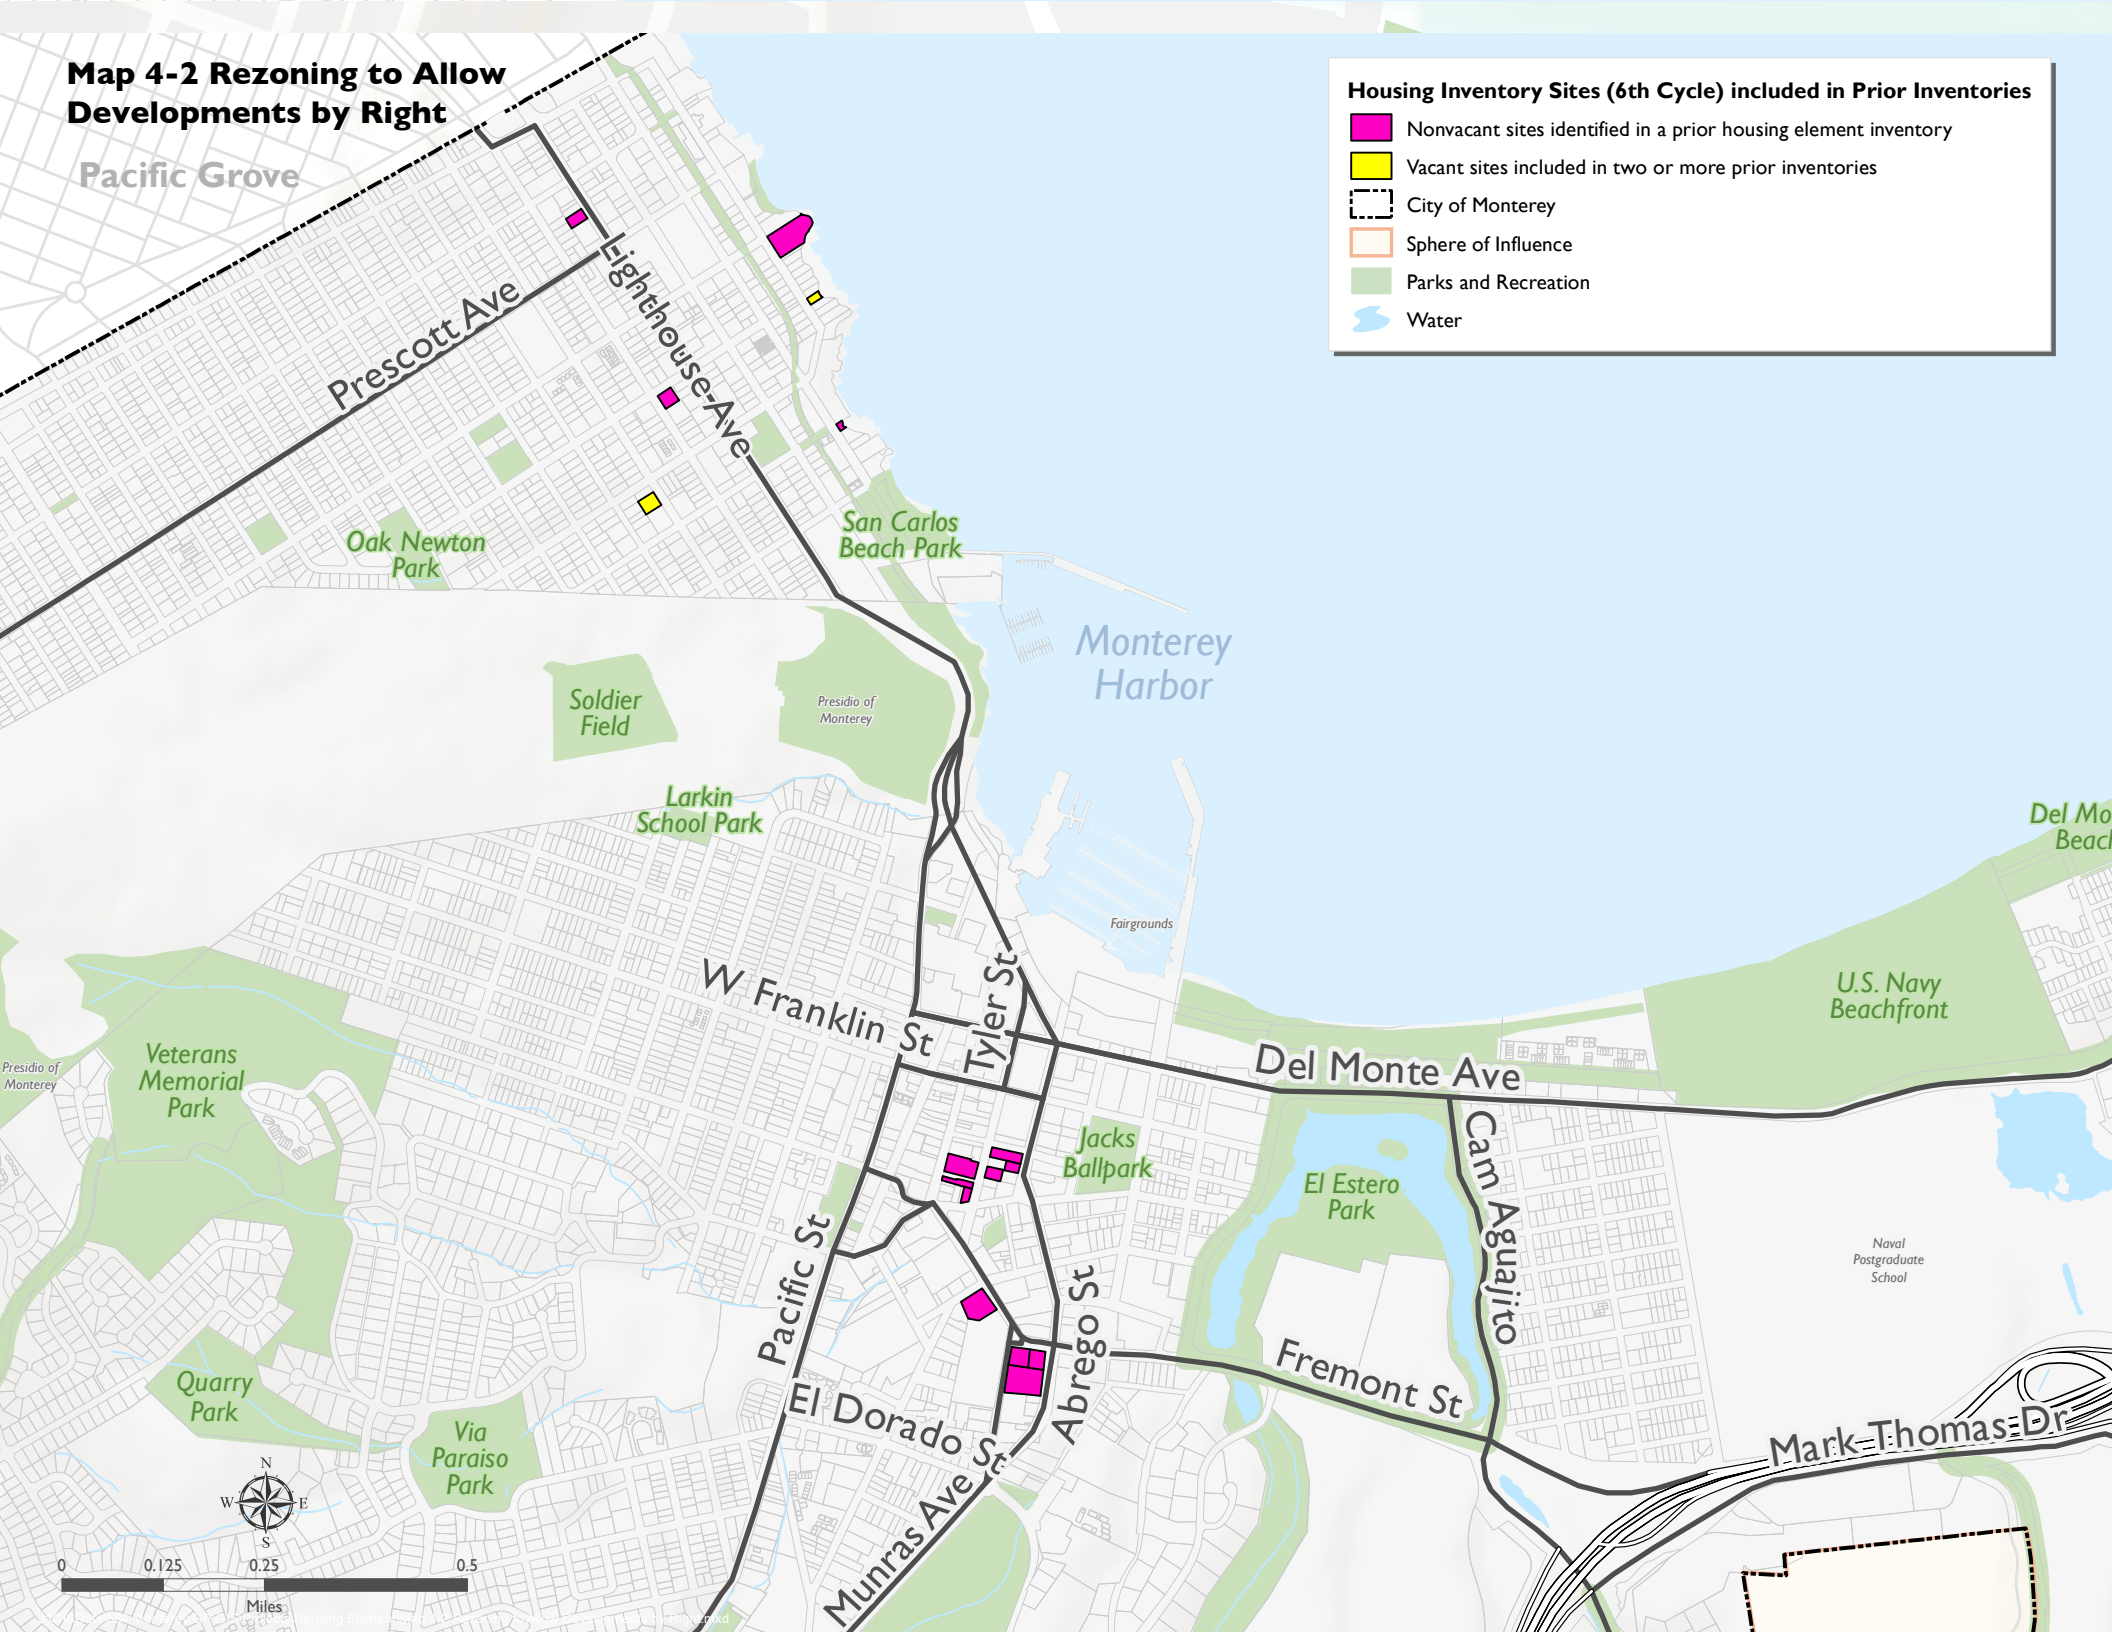 Map 4-2 Rezoning to Allow
Developments by Right
Pacific Grove
Housing Inventory Sites (6th Cycle) included in Prior Inventories
Nonvacant sites identified in a prior housing element inventory
Vacant sites included in two or more prior inventories
City of Monterey
Sphere of Influence
Parks and Recreation
Water
Prescott Ave
Lighthouse Ave
Oak Newton
Park
San Carlos
Beach Park
Monterey
Harbor
Soldier
Field
Presidio of
Monterey
Larkin
School Park
Del Mo
Beach
Fairgrounds
W Franklin St
Tyler St
U.S. Navy
Beachfront
Del Monte Ave
Presidio of
Monterey
Veterans
Memorial
Park
Jacks
Ballpark
El Estero
Park
Cam Aguajito
Naval
Postgraduate
School
Pacific St
Abrego St
Fremont St
El Dorado St
Munras Ave
Mark Thomas Dr
Quarry
Park
Via
Paraiso
Park
N
W E
S
0 0.125 0.25 0.5
Miles